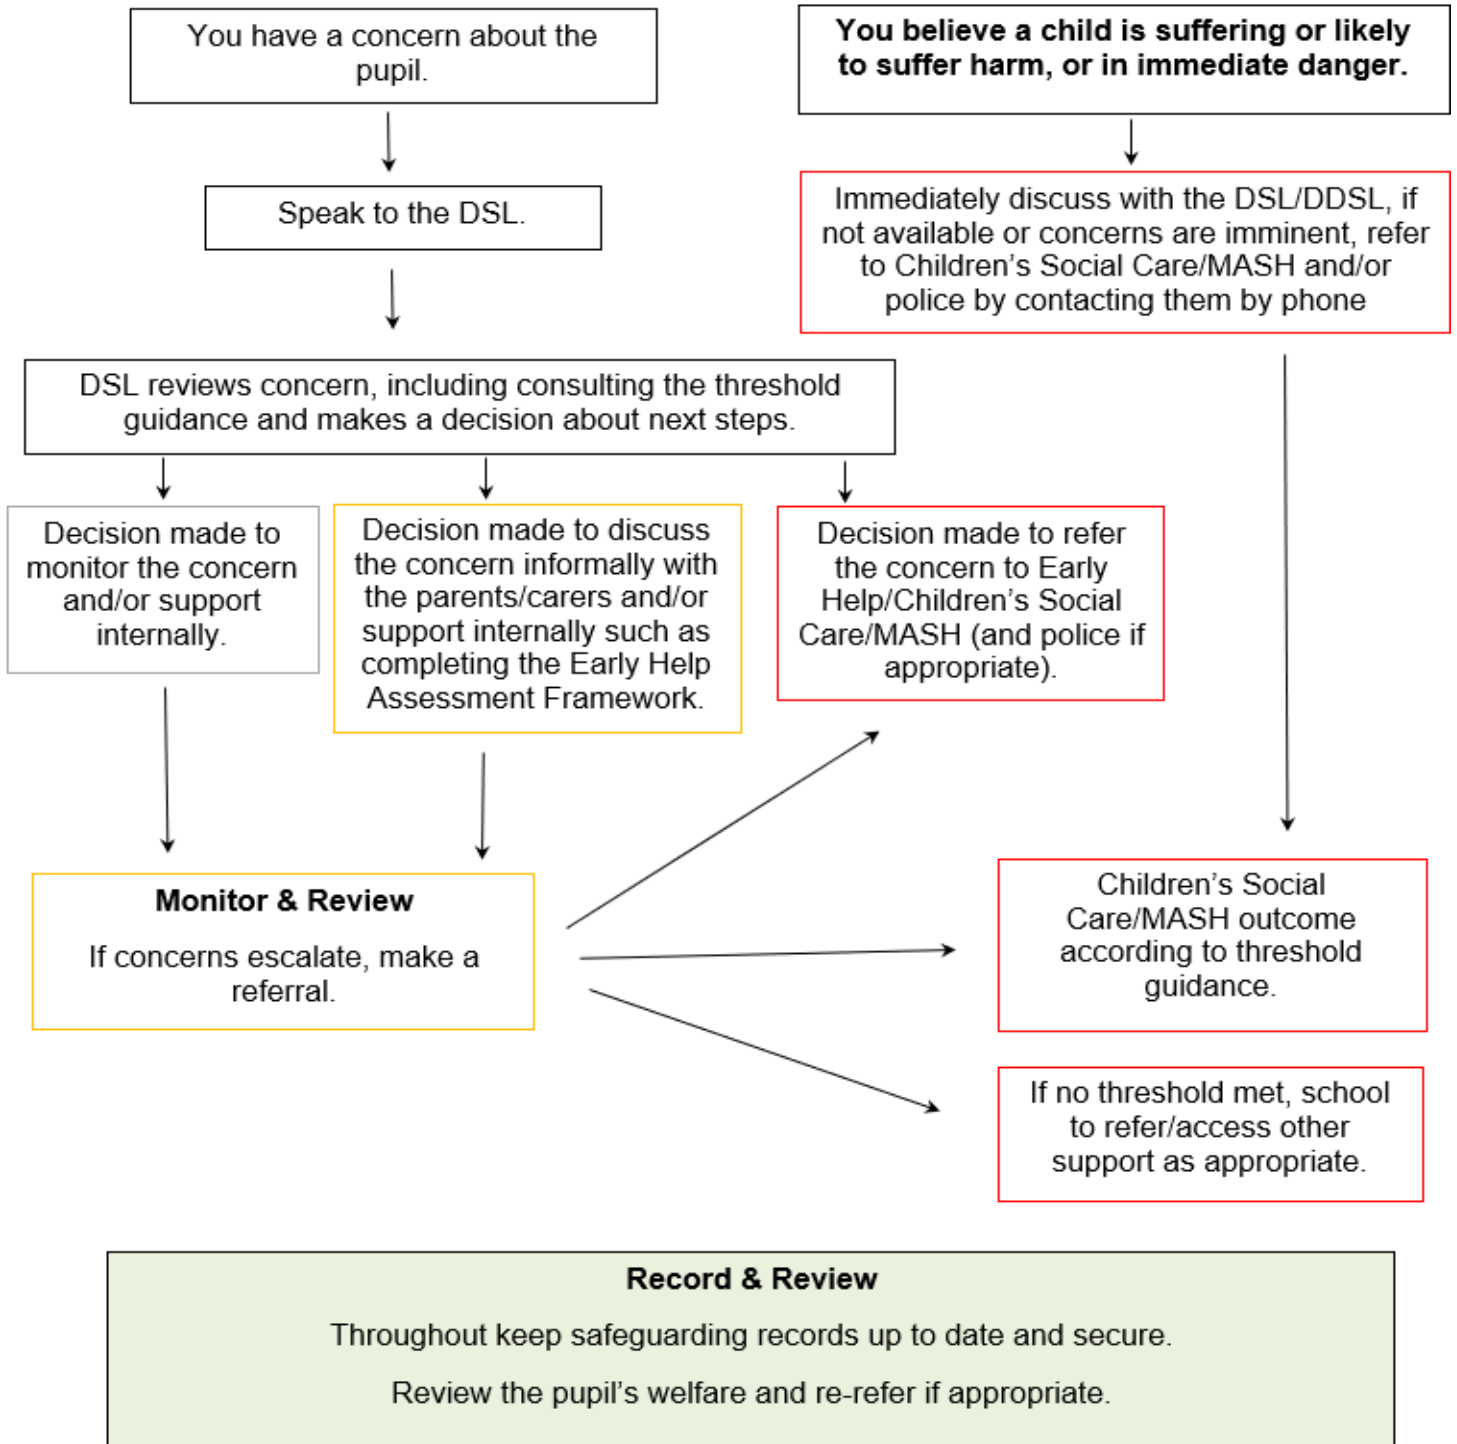 You have a concern about the
pupil.
You believe a child is suffering or likely
to suffer harm, or in immediate danger.
Speak to the DSL.
Immediately discuss with the DSL/DDSL, if
not available or concerns are imminent, refer
to Children’s Social Care/MASH and/or
police by contacting them by phone
DSL reviews concern, including consulting the threshold
guidance and makes a decision about next steps.
Decision made to
monitor the concern
and/or support
internally.
Decision made to discuss
the concern informally with
the parents/carers and/or
support internally such as
completing the Early Help
Assessment Framework.
Decision made to refer
the concern to Early
Help/Children’s Social
Care/MASH (and police if
appropriate).
Monitor & Review
If concerns escalate, make a
referral.
Children’s Social
Care/MASH outcome
according to threshold
guidance.
If no threshold met, school
to refer/access other
support as appropriate.
Record & Review
Throughout keep safeguarding records up to date and secure.
Review the pupil’s welfare and re-refer if appropriate.